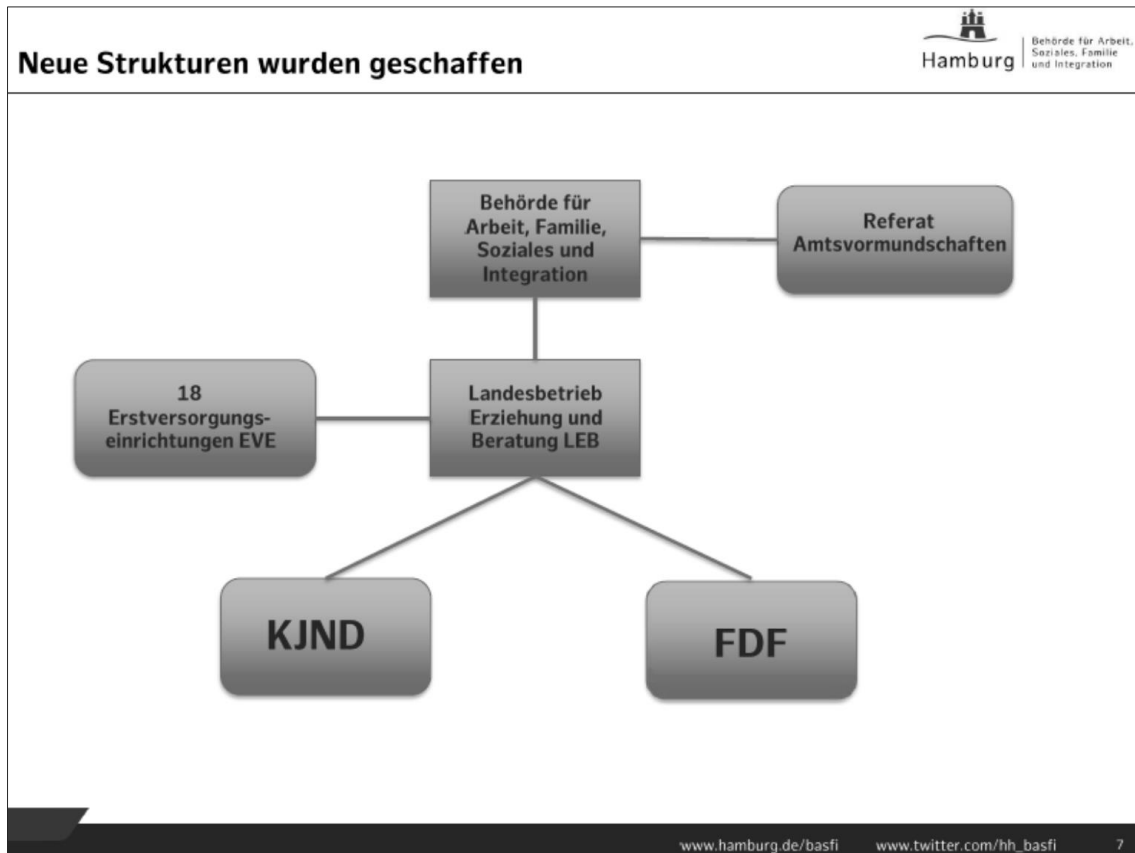 Neue Strukturen wurden geschaffen
Hamburg
Behörde für Arbeit,
Soziales, Familie
und Integration
Behörde für
Arbeit, Familie,
Soziales und
Integration
Referat
Amtsvormundschaften
18
Erstversorgungs-
einrichtungen EVE
Landesbetrieb
Erziehung und
Beratung LEB
KJND
FDF
www.hamburg.de/basfi www.twitter.com/hh_basfi 7